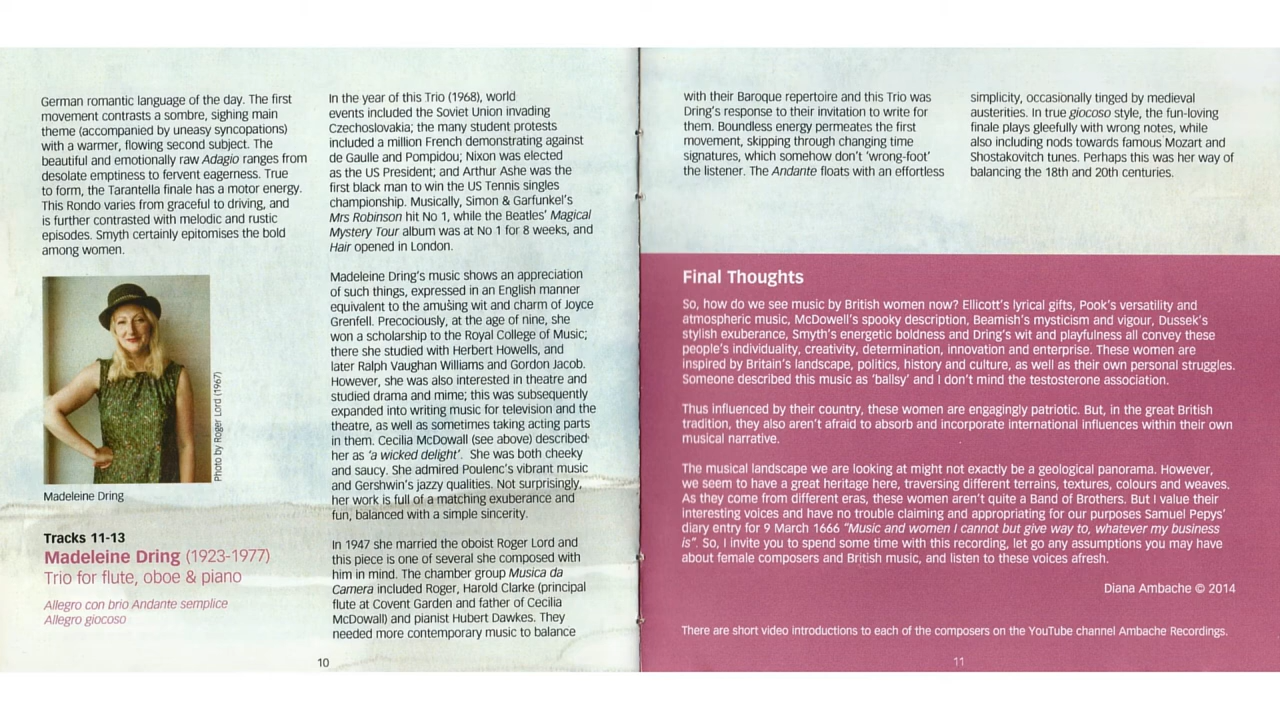 German romantic language of the day. The first
movement contrasts a sombre, sighing main
theme (accompanied by uneasy syncopations)
with a warmer, flowing second subject. The
beautiful and emotionally raw Adagio ranges from
desolate emptiness to fervent eagerness. True
to form, the Tarantella finale has a motor energy.
This Rondo varies from graceful to driving, and
is further contrasted with melodic and rustic
episodes. Smyth certainly epitomises the bold
among women.
Photo by Roger Lord (1967)
Madeleine Dring
Tracks 11-13
Madeleine Dring (1923-1977)
Trio for flute, oboe & piano
Allegro con brio Andante semplice
Allegro giocoso
In the year of this Trio (1968), world
events included the Soviet Union invading
Czechoslovakia; the many student protests
included a million French demonstrating against
de Gaulle and Pompidou; Nixon was elected
as the US President; and Arthur Ashe was the
first black man to win the US Tennis singles
championship. Musically, Simon & Garfunkel's
Mrs Robinson hit No 1, while the Beatles' Magical
Mystery Tour album was at No 1 for 8 weeks, and
Hair opened in London.
Madeleine Dring's music shows an appreciation
of such things, expressed in an English manner
equivalent to the amusing wit and charm of Joyce
Grenfell. Precociously, at the age of nine, she
won a scholarship to the Royal College of Music;
there she studied with Herbert Howells, and
later Ralph Vaughan Williams and Gordon Jacob.
However, she was also interested in theatre and
studied drama and mime; this was subsequently
expanded into writing music for television and the
theatre, as well as sometimes taking acting parts
in them. Cecilia McDowall (see above) described
her as 'a wicked delight'. She was both cheeky
and saucy. She admired Poulenc's vibrant music
and Gershwin's jazzy qualities. Not surprisingly,
her work is full of a matching exuberance and
fun, balanced with a simple sincerity.
In 1947 she married the oboist Roger Lord and
this piece is one of several she composed with
him in mind. The chamber group Musica da
Camera included Roger, Harold Clarke (principal
flute at Covent Garden and father of Cecilia
McDowall) and pianist Hubert Dawkes. They
needed more contemporary music to balance
10
with their Baroque repertoire and this Trio was
Dring's response to their invitation to write for
them. Boundless energy permeates the first
movement, skipping through changing time
signatures, which somehow don't 'wrong-foot'
the listener. The Andante floats with an effortless
simplicity, occasionally tinged by medieval
austerities. In true giocoso style, the fun-loving
finale plays gleefully with wrong notes, while
also including nods towards famous Mozart and
Shostakovitch tunes. Perhaps this was her way of
balancing the 18th and 20th centuries.
Final Thoughts
So, how do we see music by British women now? Ellicott's lyrical gifts, Pook's versatility and
atmospheric music, McDowell's spooky description, Beamish's mysticism and vigour, Dussek's
stylish exuberance, Smyth's energetic boldness and Dring's wit and playfulness all convey these
people's individuality, creativity, determination, innovation and enterprise. These women are
inspired by Britain's landscape, politics, history and culture, as well as their own personal struggles.
Someone described this music as 'ballsy' and I don't mind the testosterone association.
Thus influenced by their country, these women are engagingly patriotic. But, in the great British
tradition, they also aren't afraid to absorb and incorporate international influences within their own
musical narrative.
The musical landscape we are looking at might not exactly be a geological panorama. However,
we seem to have a great heritage here, traversing different terrains, textures, colours and weaves.
As they come from different eras, these women aren't quite a Band of Brothers. But I value their
interesting voices and have no trouble claiming and appropriating for our purposes Samuel Pepys'
diary entry for 9 March 1666 "Music and women I cannot but give way to, whatever my business
is". So, I invite you to spend some time with this recording, let go any assumptions you may have
about female composers and British music, and listen to these voices afresh.
Diana Ambache © 2014
There are short video introductions to each of the composers on the YouTube channel Ambache Recordings.
11